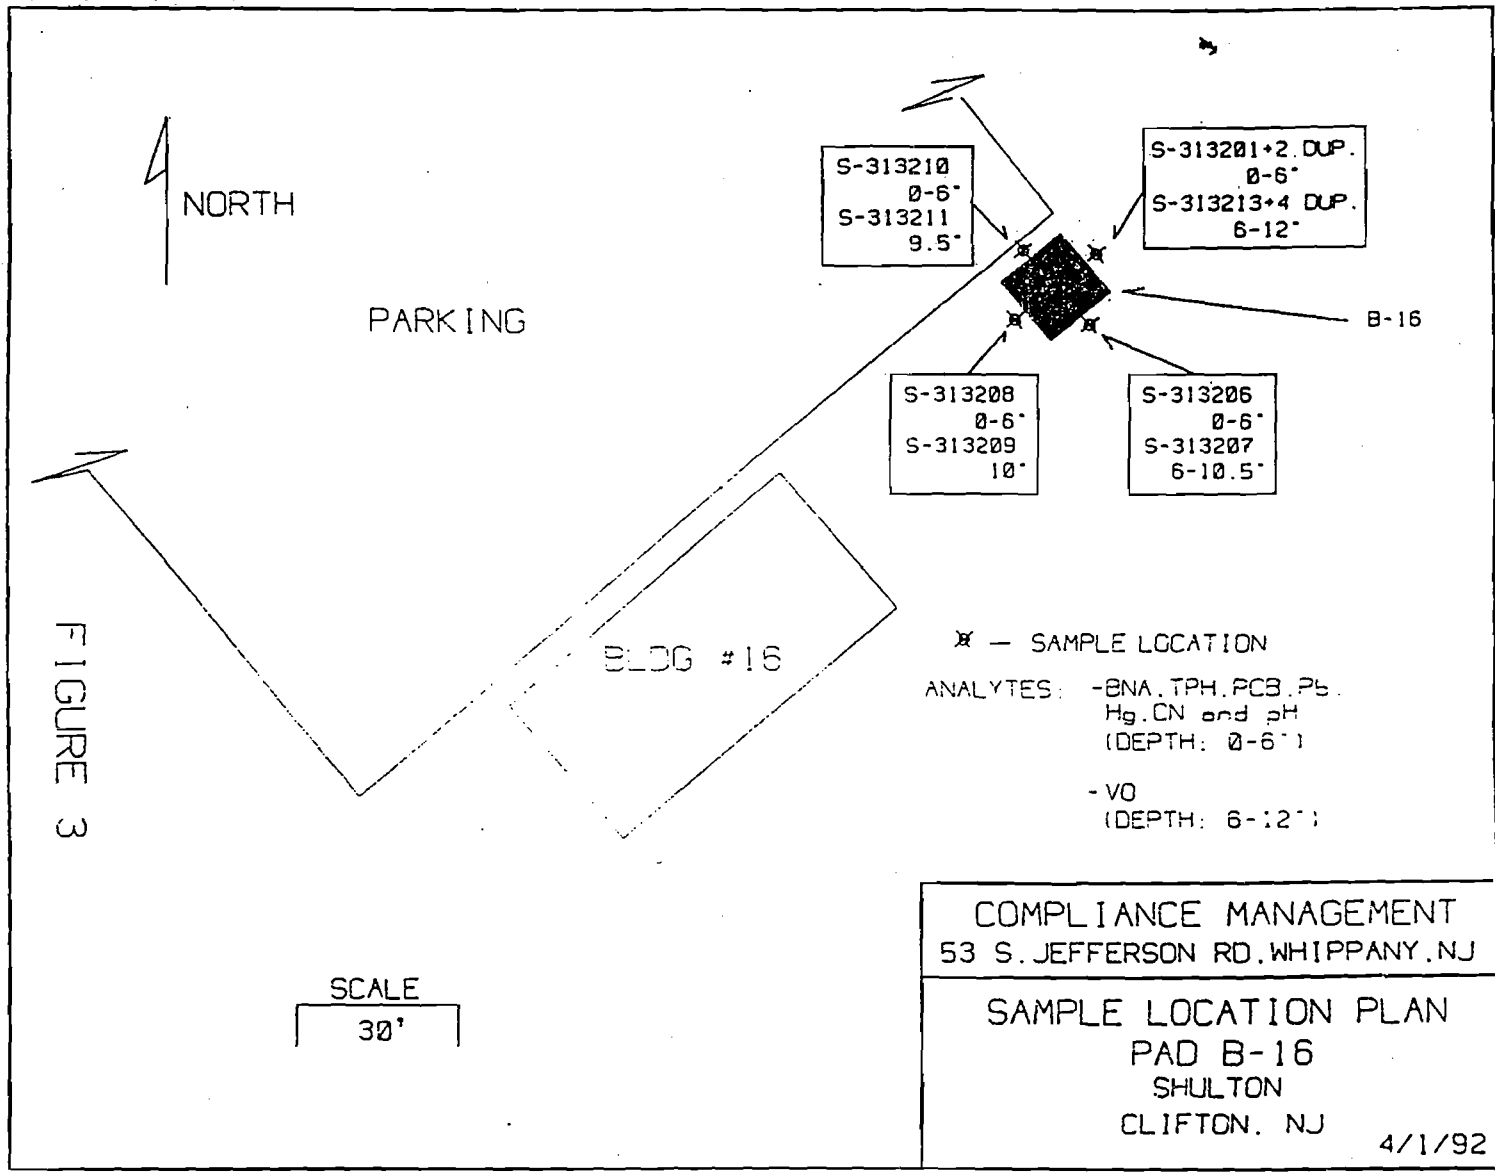 NORTH
PARKING
S-313210
0-6"
S-313211
9.5"
S-313201+2 DUP.
0-6"
S-313213+4 DUP.
6-12"
B-16
S-313208
0-6"
S-313209
10"
S-313206
0-6"
S-313207
6-10.5"
BLDG #16
FIGURE 3
— SAMPLE LOCATION
ANALYTES: -BNA.TPH.PCB.Pb.
Hg.CN and pH
(DEPTH: 0-6")
-VO
(DEPTH: 6-12")
SCALE
30'
COMPLIANCE MANAGEMENT
53 S.JEFFERSON RD.WHIPPANY.NJ
SAMPLE LOCATION PLAN
PAD B-16
SHULTON
CLIFTON. NJ
4/1/92